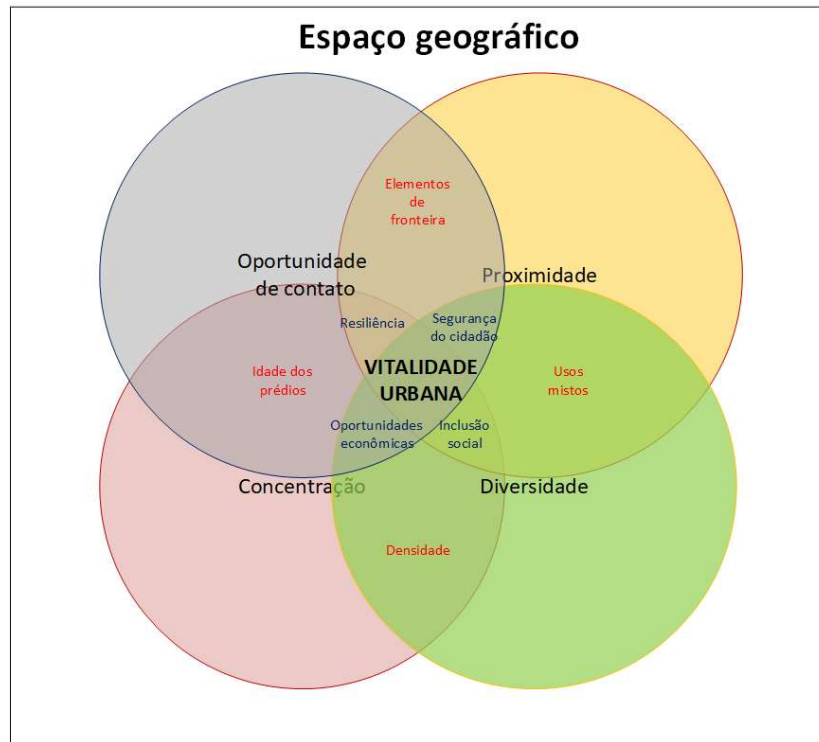 Espaço geográfico
Elementos
de
fronteira
Oportunidade
de contato
Proximidade
Resiliência
Segurança
do cidadão
Idade dos
prédios
VITALIDADE
URBANA
Usos
mistos
Oportunidades
econômicas
Inclusão
social
Concentração
Diversidade
Densidade